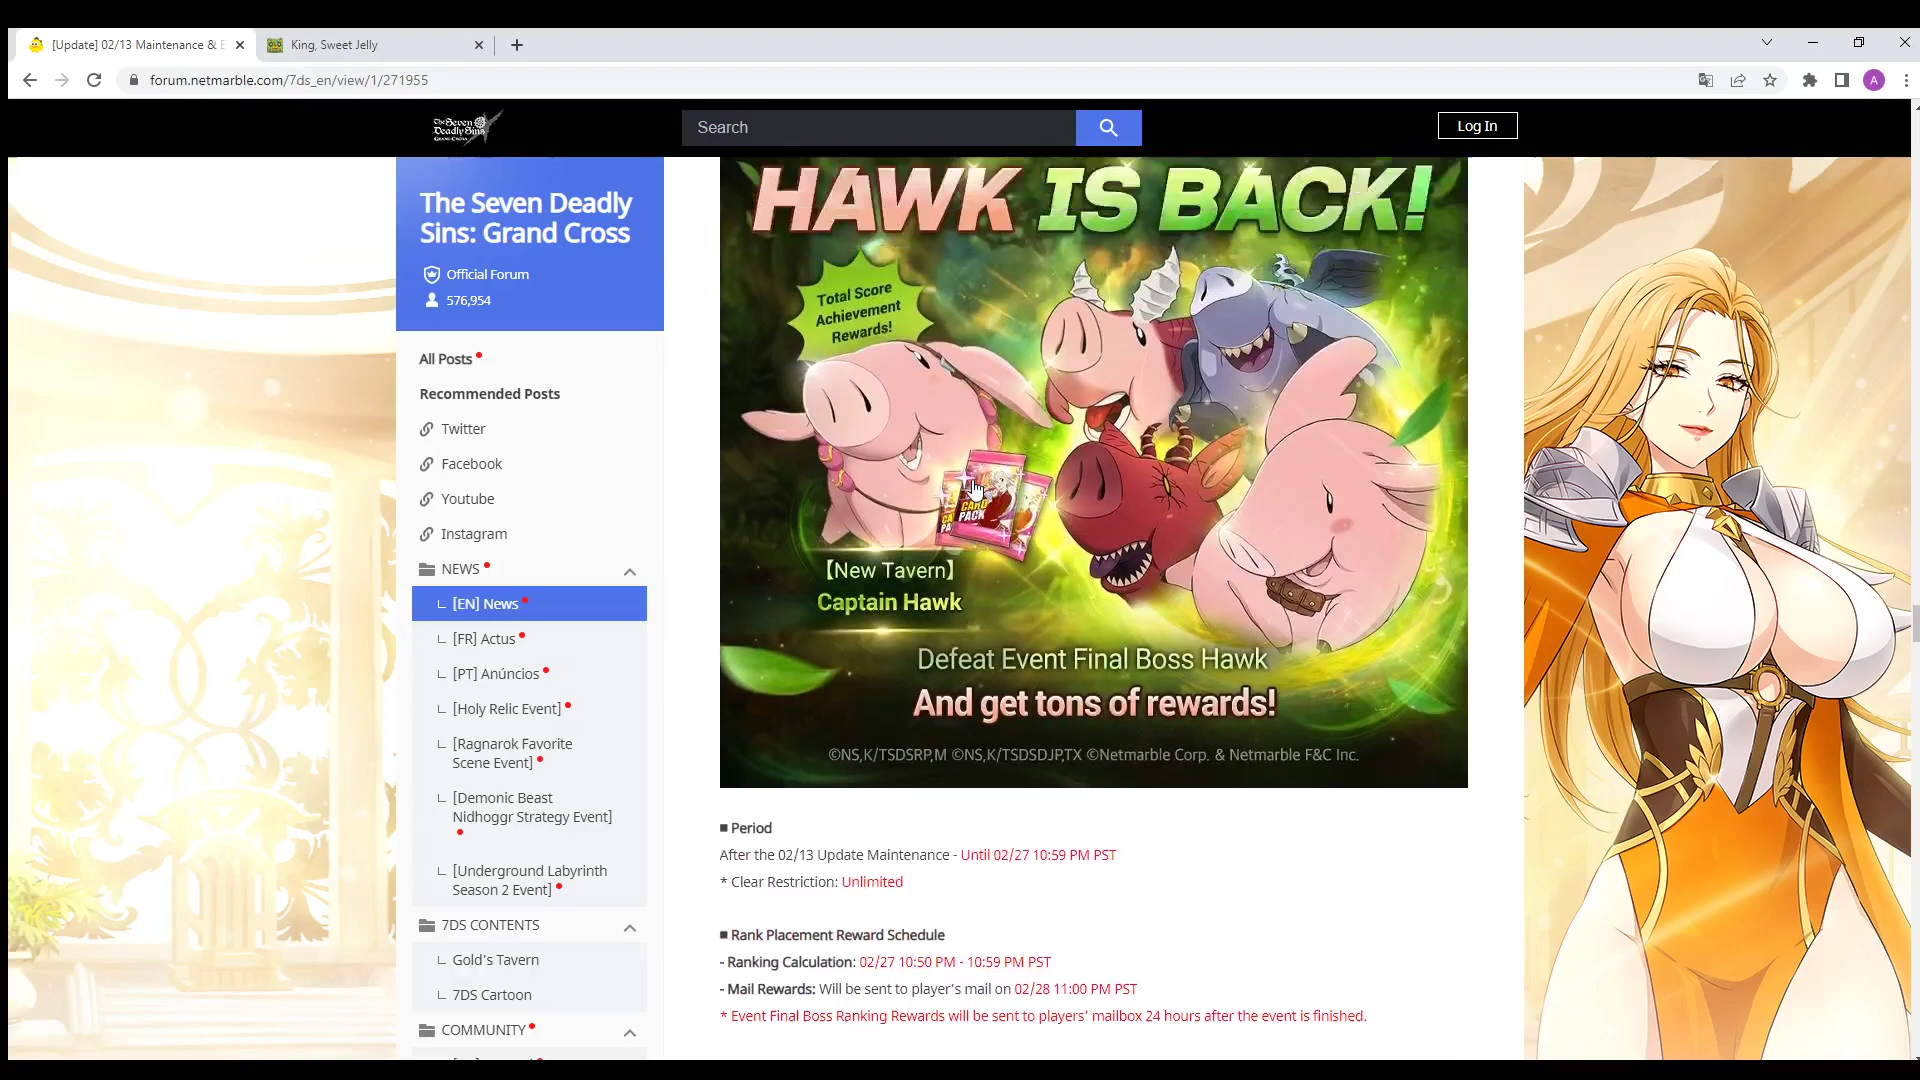 [Update] 02/13 Maintenance & E
King, Sweet Jelly
forum.netmarble.com/7ds_en/view/1/271955
A
The Seven
Deadly Sins
GRAND CROSS
Search
Log In
The Seven Deadly
Sins: Grand Cross
Official Forum
576,954
All Posts
Recommended Posts
Twitter
Facebook
Youtube
Instagram
NEWS
[EN] News
[FR] Actus
[PT] Anúncios
[Holy Relic Event]
[Ragnarok Favorite
Scene Event]
[Demonic Beast
Nidhoggr Strategy Event]
[Underground Labyrinth
Season 2 Event]
7DS CONTENTS
Gold's Tavern
7DS Cartoon
COMMUNITY
HAWK IS BACK!
Total Score
Achievement
Rewards!
CARD
PACK
【New Tavern】
Captain Hawk
Defeat Event Final Boss Hawk
And get tons of rewards!
©NS,K/TSDSRP,M ©NS,K/TSDSDJP,TX ©Netmarble Corp. & Netmarble F&C Inc.
■ Period
After the 02/13 Update Maintenance - Until 02/27 10:59 PM PST
* Clear Restriction: Unlimited
■ Rank Placement Reward Schedule
- Ranking Calculation: 02/27 10:50 PM - 10:59 PM PST
- Mail Rewards: Will be sent to player's mail on 02/28 11:00 PM PST
* Event Final Boss Ranking Rewards will be sent to players' mailbox 24 hours after the event is finished.